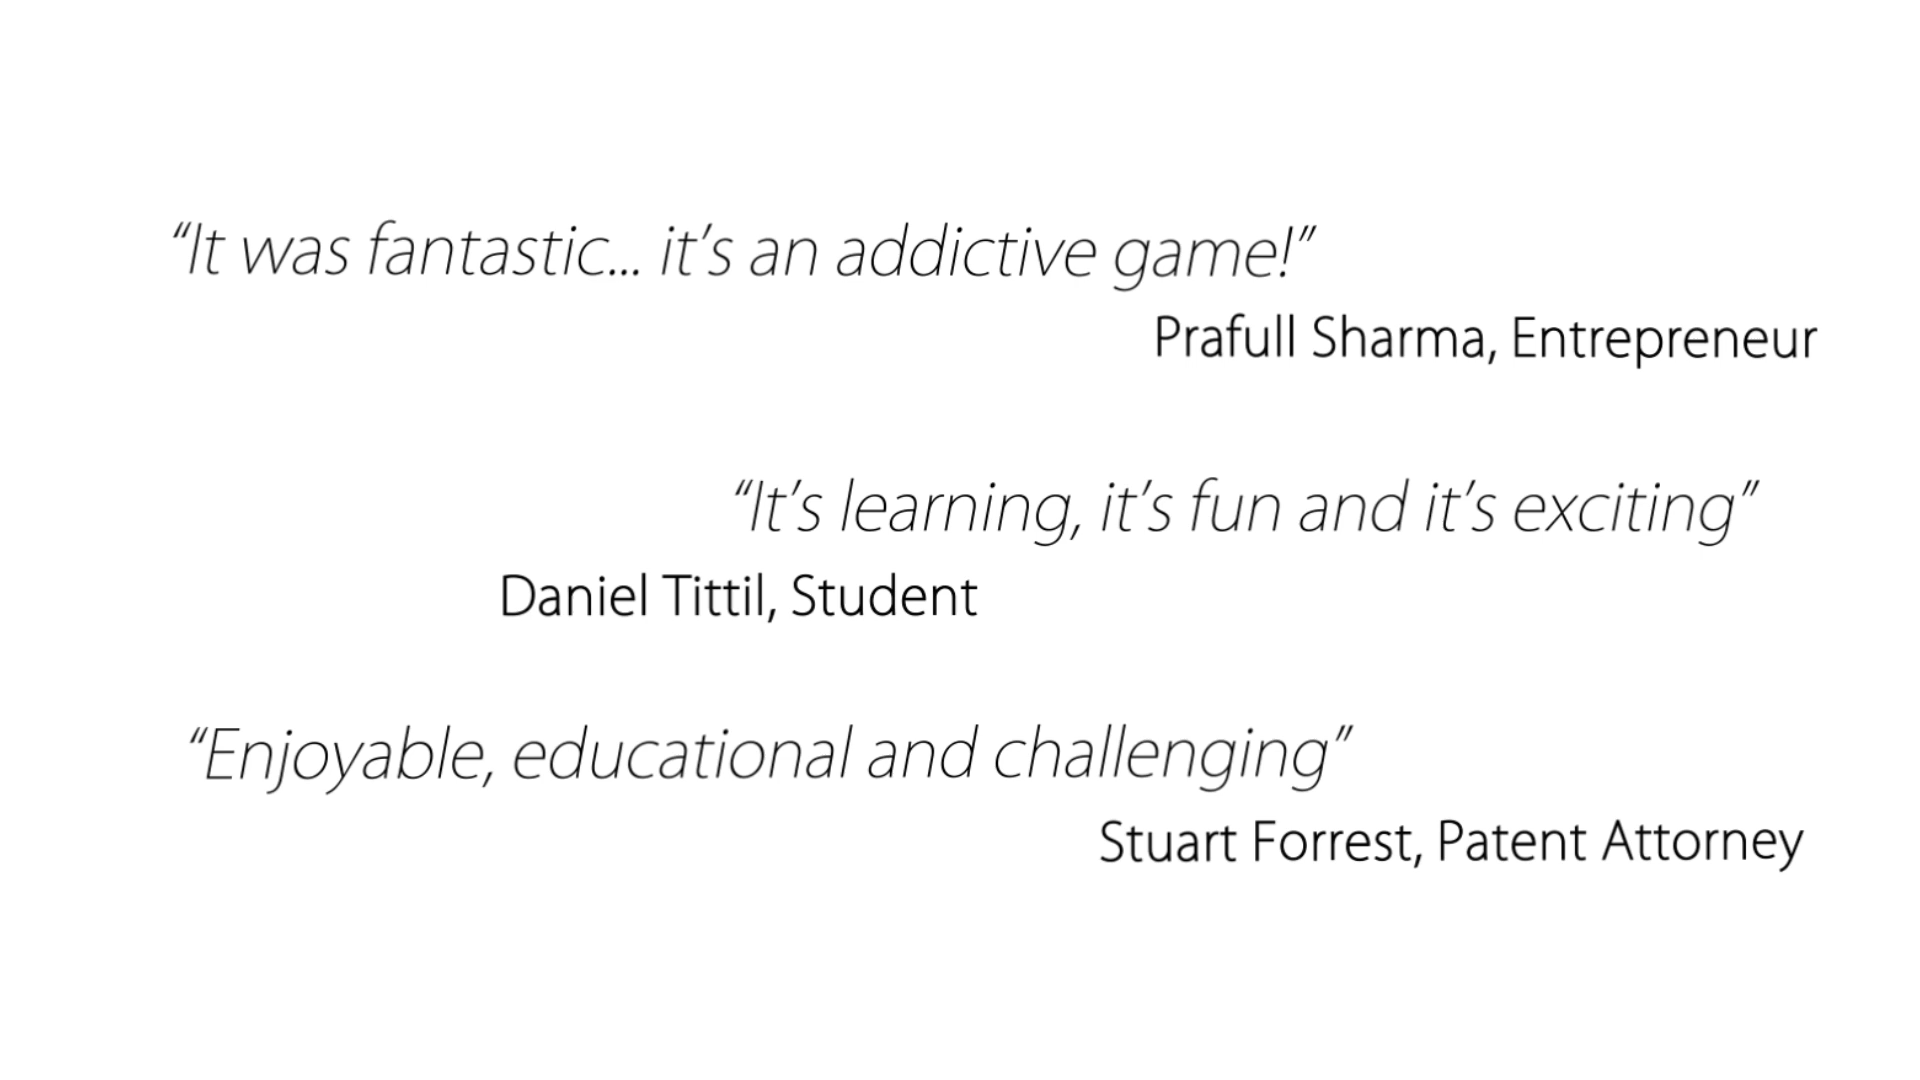 “It was fantastic... it’s an addictive game!”
Prafull Sharma, Entrepreneur
“It’s learning, it’s fun and it’s exciting”
Daniel Tittil, Student
“Enjoyable, educational and challenging”
Stuart Forrest, Patent Attorney